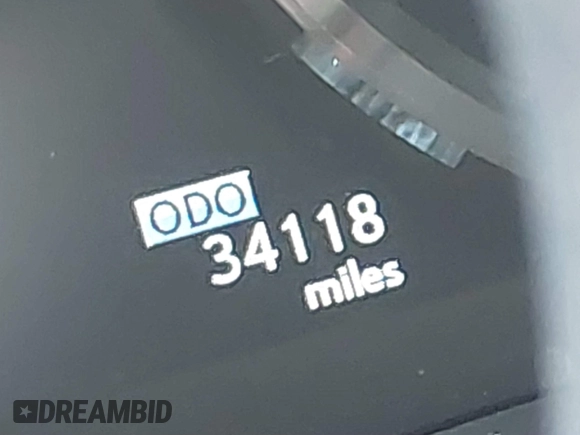 ODO
34118
miles
DREAMBID